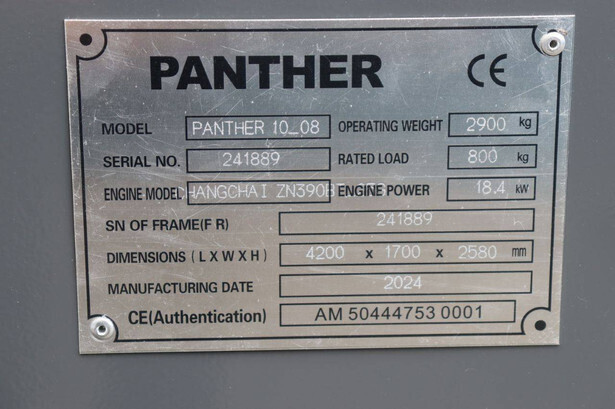 PANTHER CE
MODEL PANTHER 10_08 OPERATING WEIGHT 2900 kg
SERIAL NO. 241889 RATED LOAD 800 kg
ENGINE MODEL CHANGCHAI ZN390B ENGINE POWER 18.4 kW
SN OF FRAME(F R) 241889
DIMENSIONS (LXWXH) 4200 x 1700 x 2580 mm
MANUFACTURING DATE 2024
CE(Authentication) AM 50444753 0001